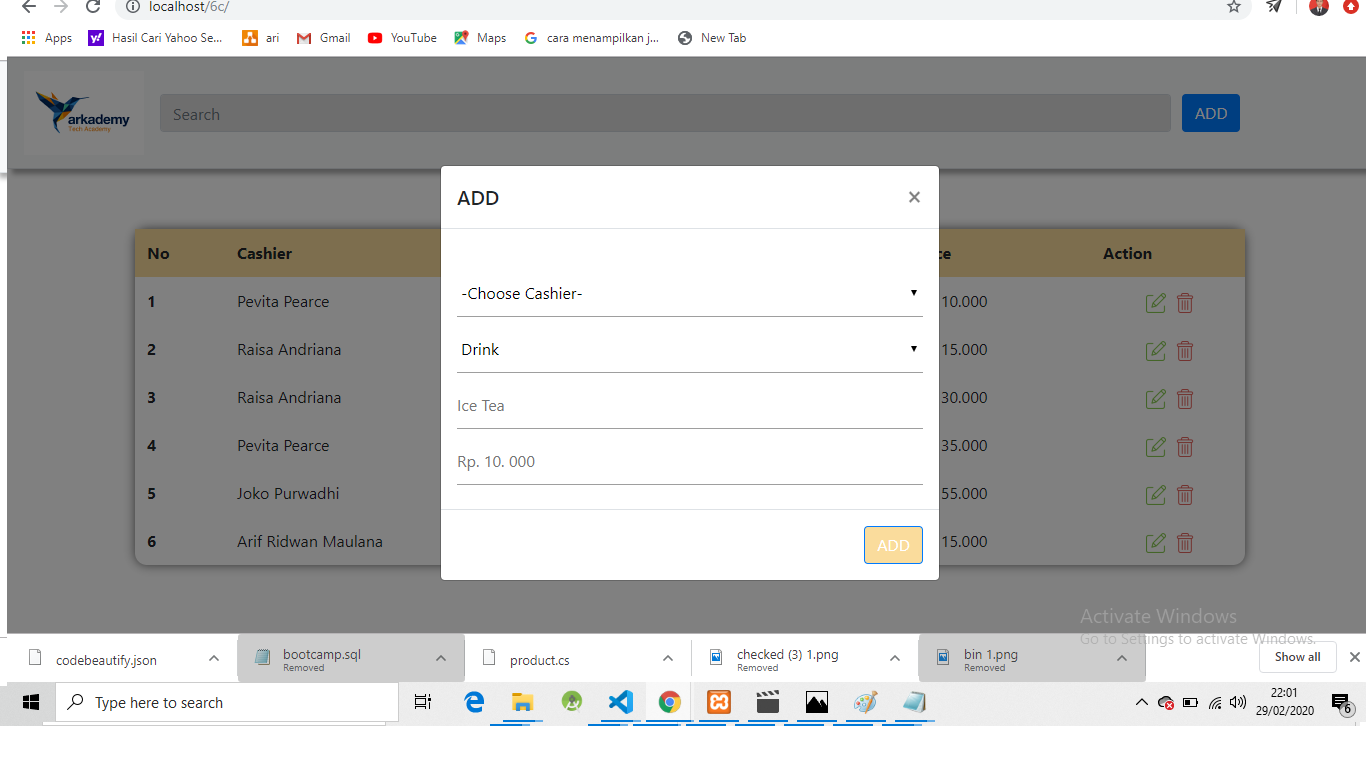 localhost/6c/
Apps
Hasil Cari Yahoo Se...
ari
Gmail
YouTube
Maps
cara menampilkan j...
New Tab
arkademy
Tech Academy
Search
ADD
ADD
×
No
Cashier
ce
Action
-Choose Cashier-
Drink
Ice Tea
Rp. 10. 000
ADD
1
Pevita Pearce
10.000
2
Raisa Andriana
15.000
3
Raisa Andriana
30.000
4
Pevita Pearce
35.000
5
Joko Purwadhi
55.000
6
Arif Ridwan Maulana
15.000
Activate Windows
Go to Settings to activate Windows.
codebeautify.json
bootcamp.sql
Removed
product.cs
checked (3) 1.png
Removed
bin 1.png
Removed
Show all
Type here to search
22:01
29/02/2020
6